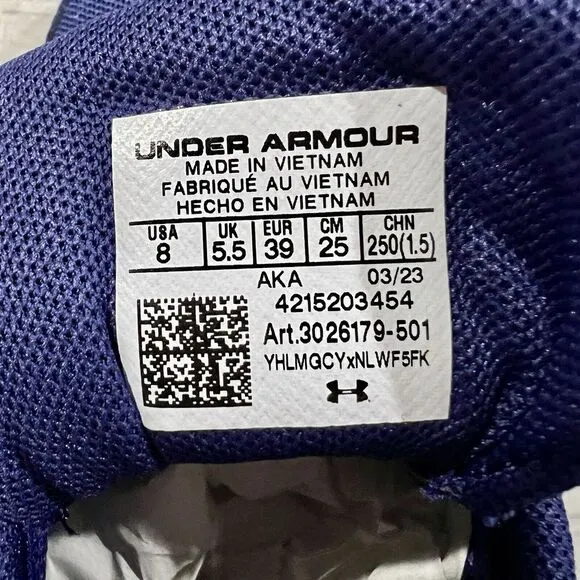 UNDER ARMOUR
MADE IN VIETNAM
FABRIQUÉ AU VIETNAM
HECHO EN VIETNAM
USA UK EUR CM CHN
8 5.5 39 25 250(1.5)
AKA 03/23
4215203454
Art.3026179-501
YHLMQCYxNLWF5FK